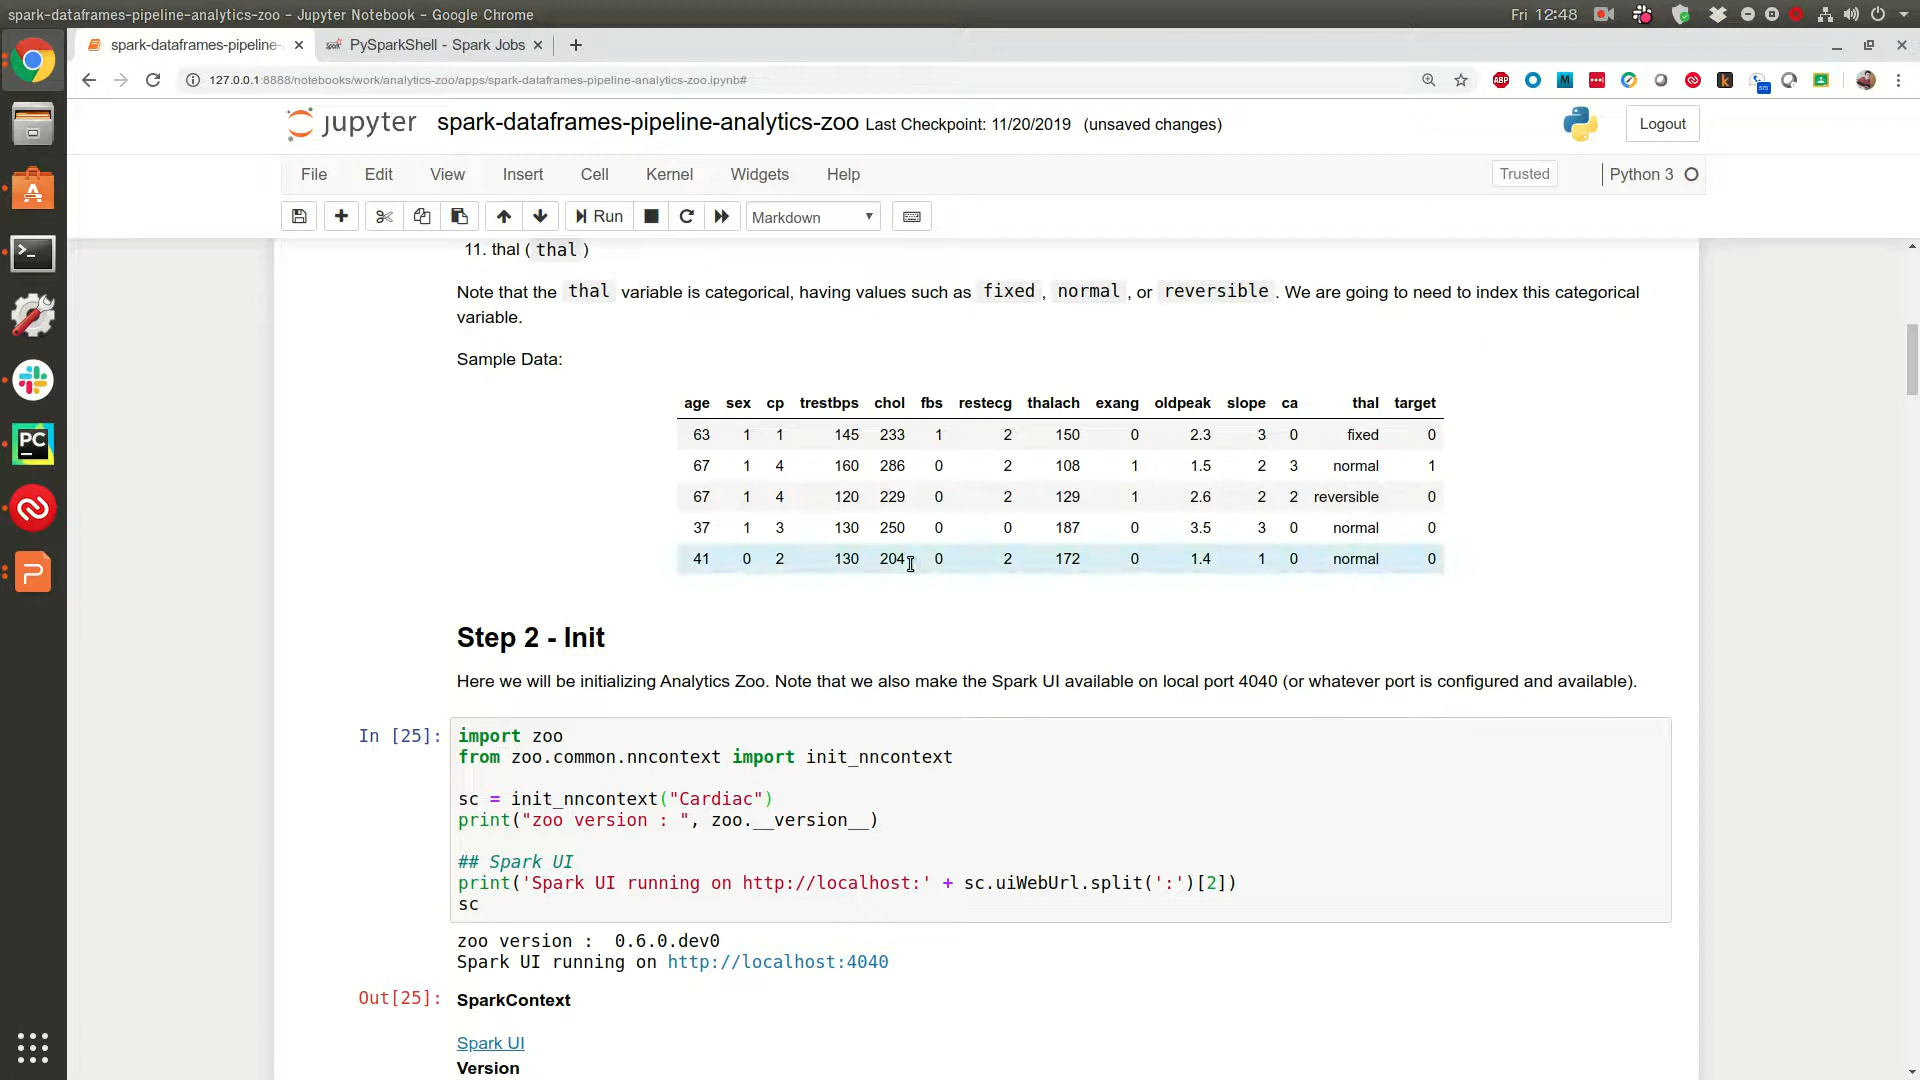 spark-dataframes-pipeline-analytics-zoo - Jupyter Notebook - Google Chrome
Fri 12:48
spark-dataframes-pipeline-
PySparkShell - Spark Jobs
127.0.0.1:8888/notebooks/work/analytics-zoo/apps/spark-dataframes-pipeline-analytics-zoo.ipynb#
ABP
M
k
575
jupyter spark-dataframes-pipeline-analytics-zoo Last Checkpoint: 11/20/2019 (unsaved changes)
Logout
File Edit View Insert Cell Kernel Widgets Help
Trusted
Python 3
Run
Markdown
11. thal ( thal )
Note that the thal variable is categorical, having values such as fixed , normal , or reversible . We are going to need to index this categorical
variable.
Sample Data:
age sex cp trestbps chol fbs restecg thalach exang oldpeak slope ca thal target
63 1 1 145 233 1 2 150 0 2.3 3 0 fixed 0
67 1 4 160 286 0 2 108 1 1.5 2 3 normal 1
67 1 4 120 229 0 2 129 1 2.6 2 2 reversible 0
37 1 3 130 250 0 0 187 0 3.5 3 0 normal 0
41 0 2 130 204 0 2 172 0 1.4 1 0 normal 0
Step 2 - Init
Here we will be initializing Analytics Zoo. Note that we also make the Spark UI available on local port 4040 (or whatever port is configured and available).
In [25]:
import zoo
from zoo.common.nncontext import init_nncontext
sc = init_nncontext("Cardiac")
print("zoo version : ", zoo.__version__)
## Spark UI
print('Spark UI running on http://localhost:' + sc.uiWebUrl.split(':')[2])
sc
zoo version :  0.6.0.dev0
Spark UI running on http://localhost:4040
Out[25]:
SparkContext
Spark UI
Version
PC
P